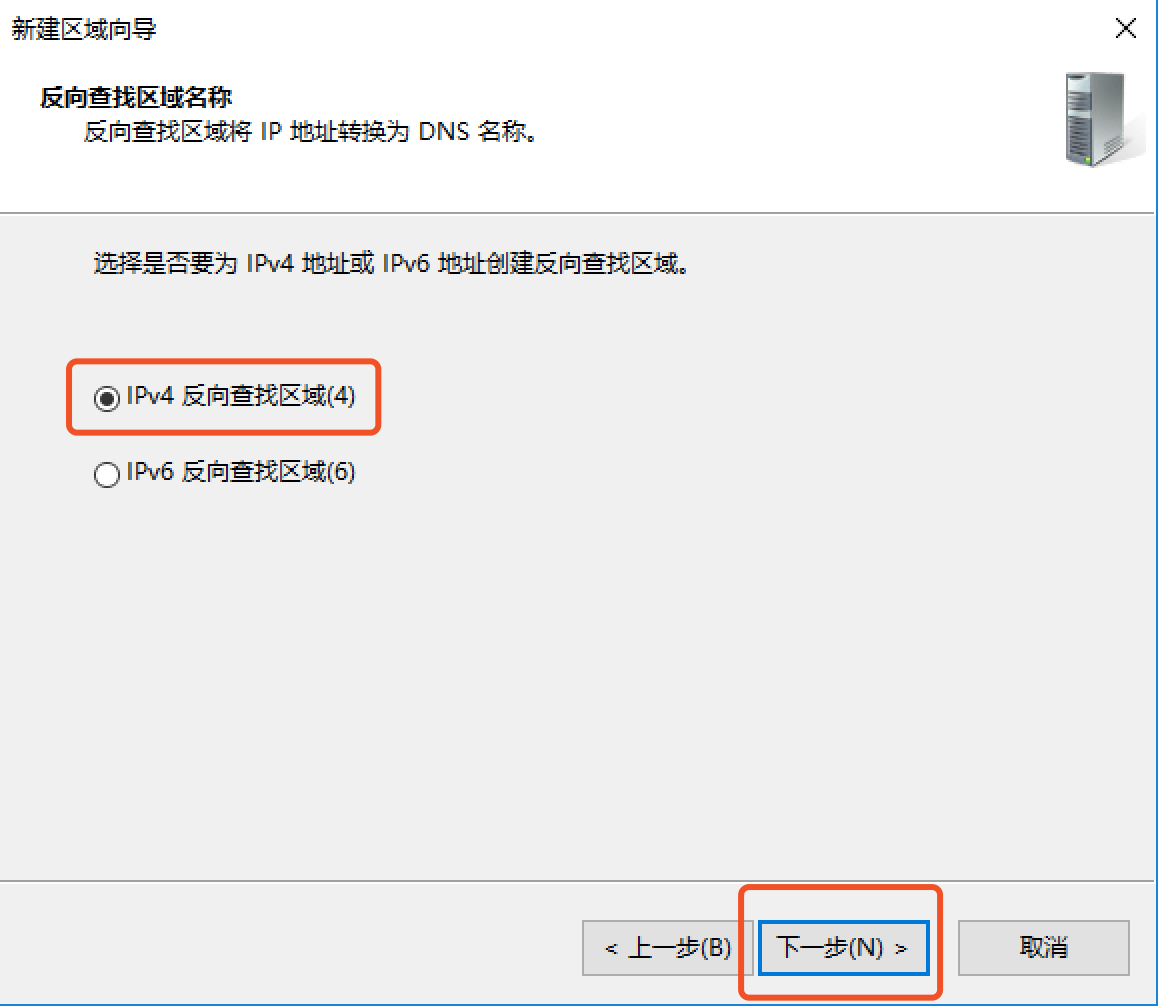 新建区域向导
反向查找区域名称
反向查找区域将 IP 地址转换为 DNS 名称。
选择是否要为 IPv4 地址或 IPv6 地址创建反向查找区域。
IPv4 反向查找区域(4)
IPv6 反向查找区域(6)
< 上一步(B) 下一步(N) > 取消